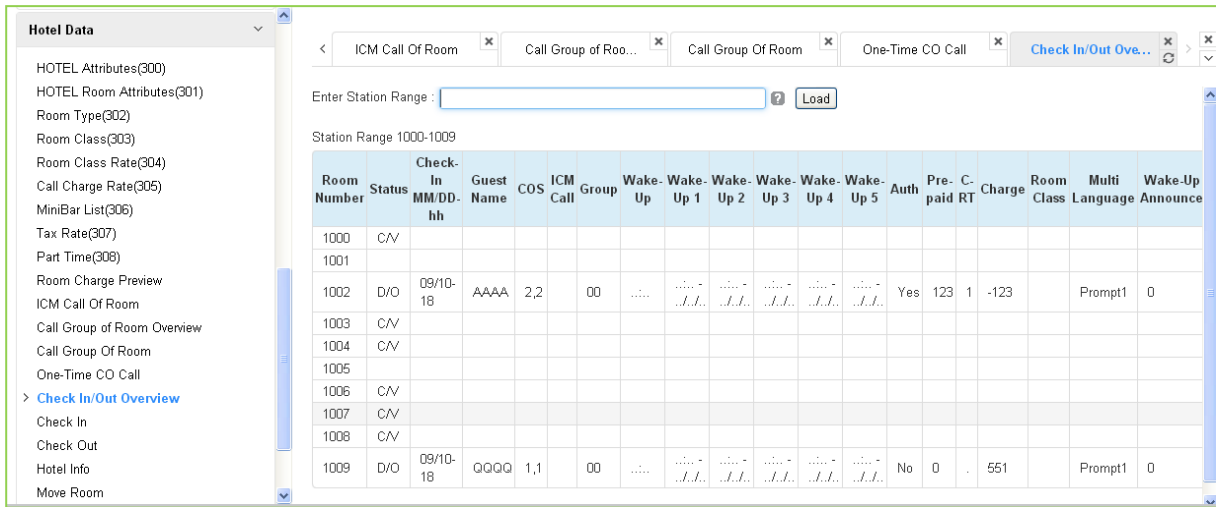 Hotel Data
HOTEL Attributes(300)
HOTEL Room Attributes(301)
Room Type(302)
Room Class(303)
Room Class Rate(304)
Call Charge Rate(305)
MiniBar List(306)
Tax Rate(307)
Part Time(308)
Room Charge Preview
ICM Call Of Room
Call Group of Room Overview
Call Group Of Room
One-Time CO Call
> Check In/Out Overview
Check In
Check Out
Hotel Info
Move Room
ICM Call Of Room Call Group of Roo... Call Group Of Room One-Time CO Call Check In/Out Ove...
Enter Station Range : ? Load
Station Range 1000-1009
Room Number Status Check-In MM/DD-hh Guest Name COS ICM Call Group Wake-Up Wake-Up 1 Wake-Up 2 Wake-Up 3 Wake-Up 4 Wake-Up 5 Auth Pre-paid C-RT Charge Room Class Multi Language Wake-Up Announce
1000 C/V
1001
1002 D/O 09/10-18 AAAA 2,2 00 ..:.. ..:.. - ../../.. ..:.. - ../../.. ..:.. - ../../.. ..:.. - ../../.. ..:.. - ../../.. Yes 123 1 -123 Prompt1 0
1003 C/V
1004 C/V
1005
1006 C/V
1007 C/V
1008 C/V
1009 D/O 09/10-18 QQQQ 1,1 00 ..:.. ..:.. - ../../.. ..:.. - ../../.. ..:.. - ../../.. ..:.. - ../../.. ..:.. - ../../.. No 0 . 551 Prompt1 0